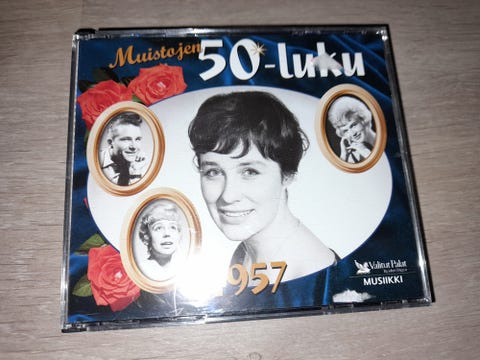 Muistojen
50-luku
1957
Valitut Palat
MUSIIKKI